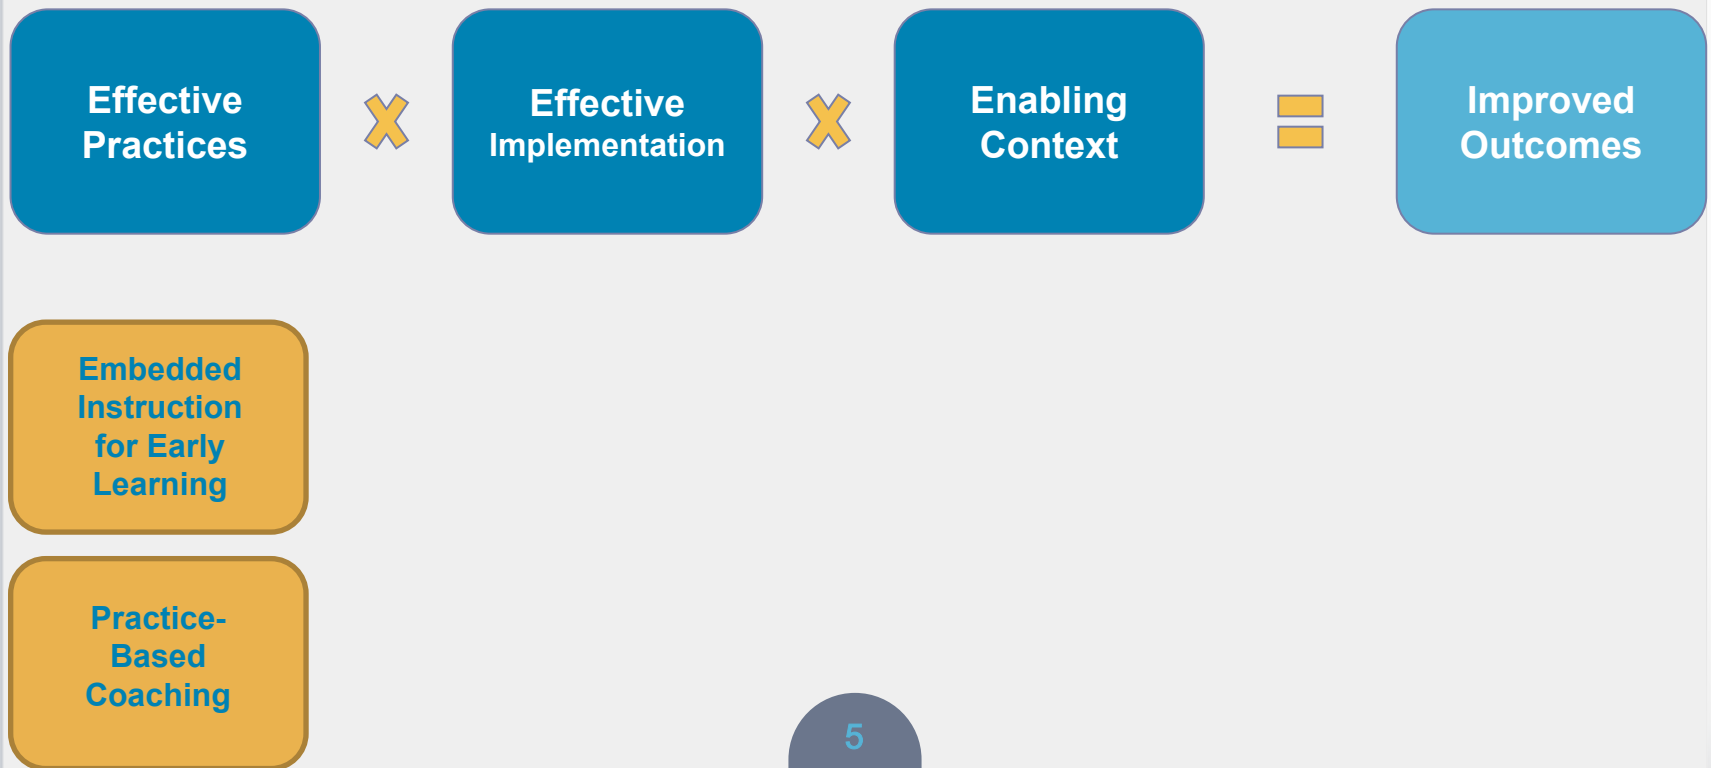 Effective
Practices
Effective
Implementation
Enabling
Context
Improved
Outcomes
Embedded
Instruction
for Early
Learning
Practice-
Based
Coaching
5